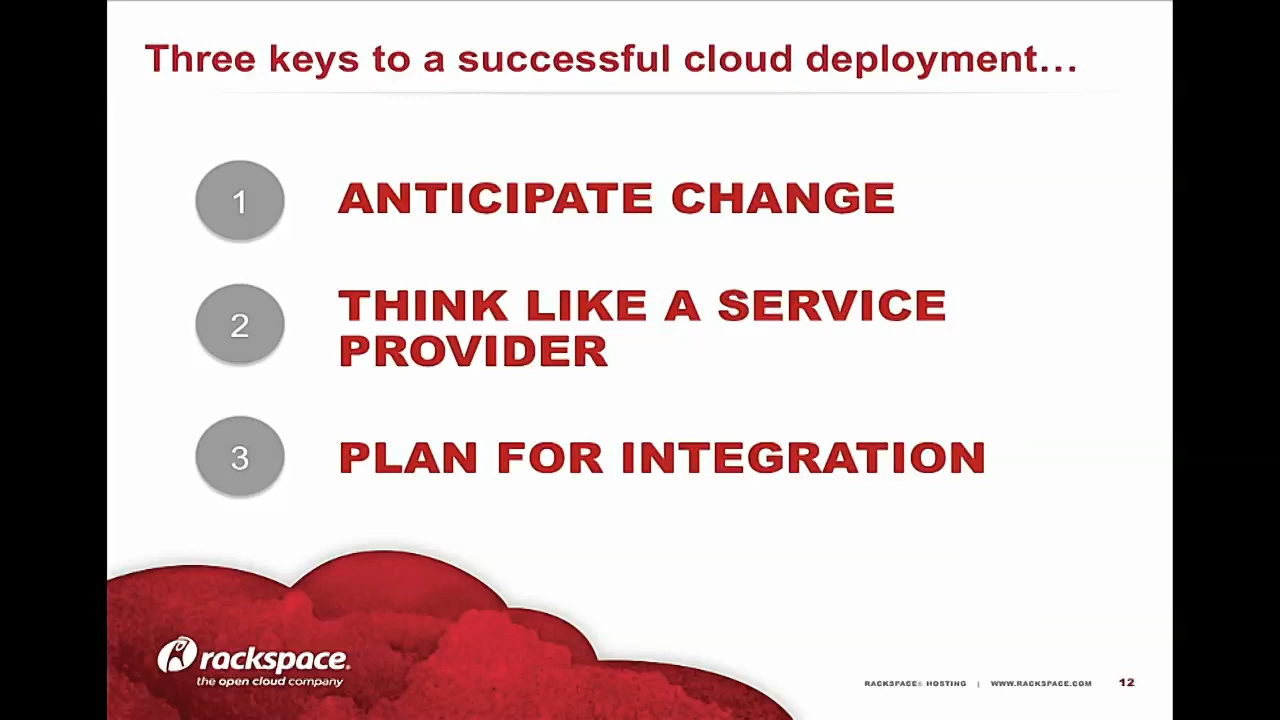 Three keys to a successful cloud deployment...
1
ANTICIPATE CHANGE
2
THINK LIKE A SERVICE
PROVIDER
3
PLAN FOR INTEGRATION
rackspace®
the open cloud company
RACKSPACE® HOSTING | WWW.RACKSPACE.COM 12